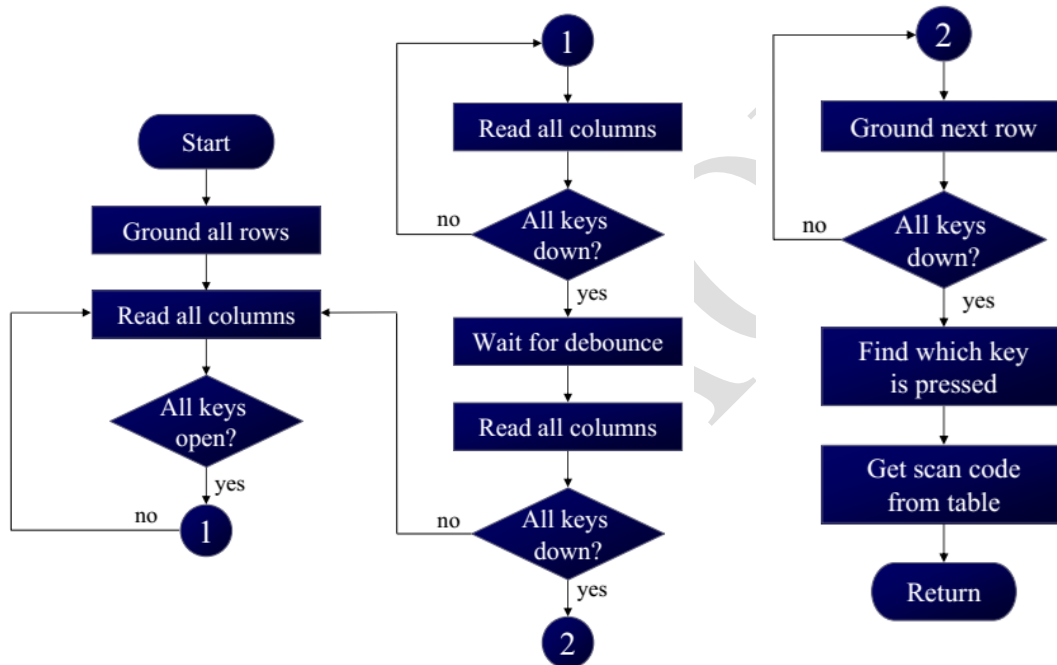 Start
Ground all rows
Read all columns
All keys
open?
yes
no
1
1
Read all columns
All keys
down?
no
yes
Wait for debounce
Read all columns
All keys
down?
no
yes
2
2
Ground next row
All keys
down?
no
yes
Find which key
is pressed
Get scan code
from table
Return